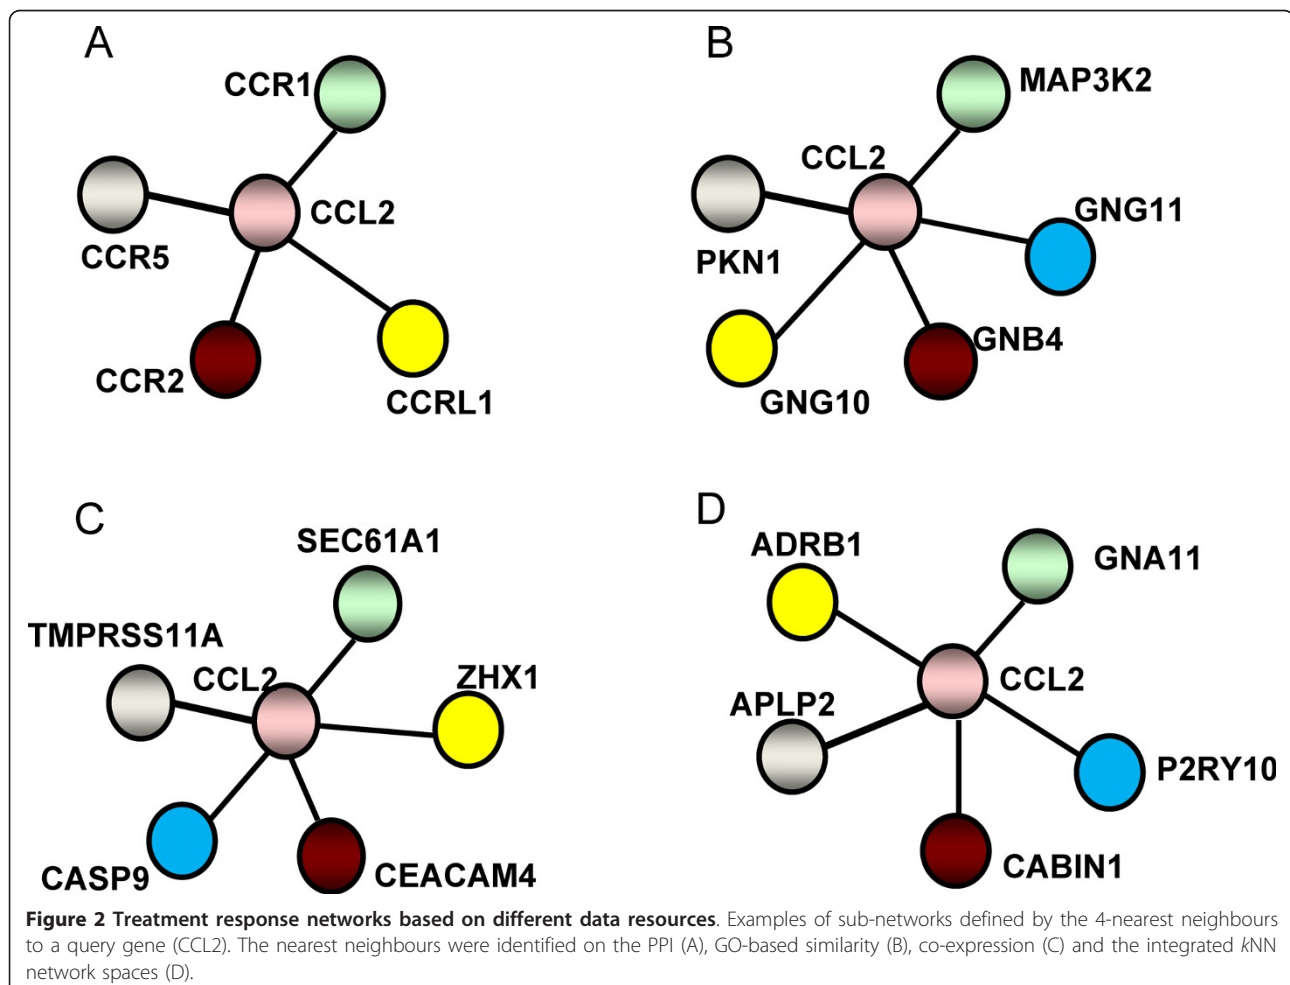 A
CCR1
CCL2
CCR5
CCR2
CCRL1
B
MAP3K2
CCL2
GNG11
PKN1
GNB4
GNG10
C
SEC61A1
TMPRSS11A
CCL2
ZHX1
CASP9
CEACAM4
D
ADRB1
GNA11
CCL2
APLP2
P2RY10
CABIN1
Figure 2 Treatment response networks based on different data resources. Examples of sub-networks defined by the 4-nearest neighbours
to a query gene (CCL2). The nearest neighbours were identified on the PPI (A), GO-based similarity (B), co-expression (C) and the integrated kNN
network spaces (D).